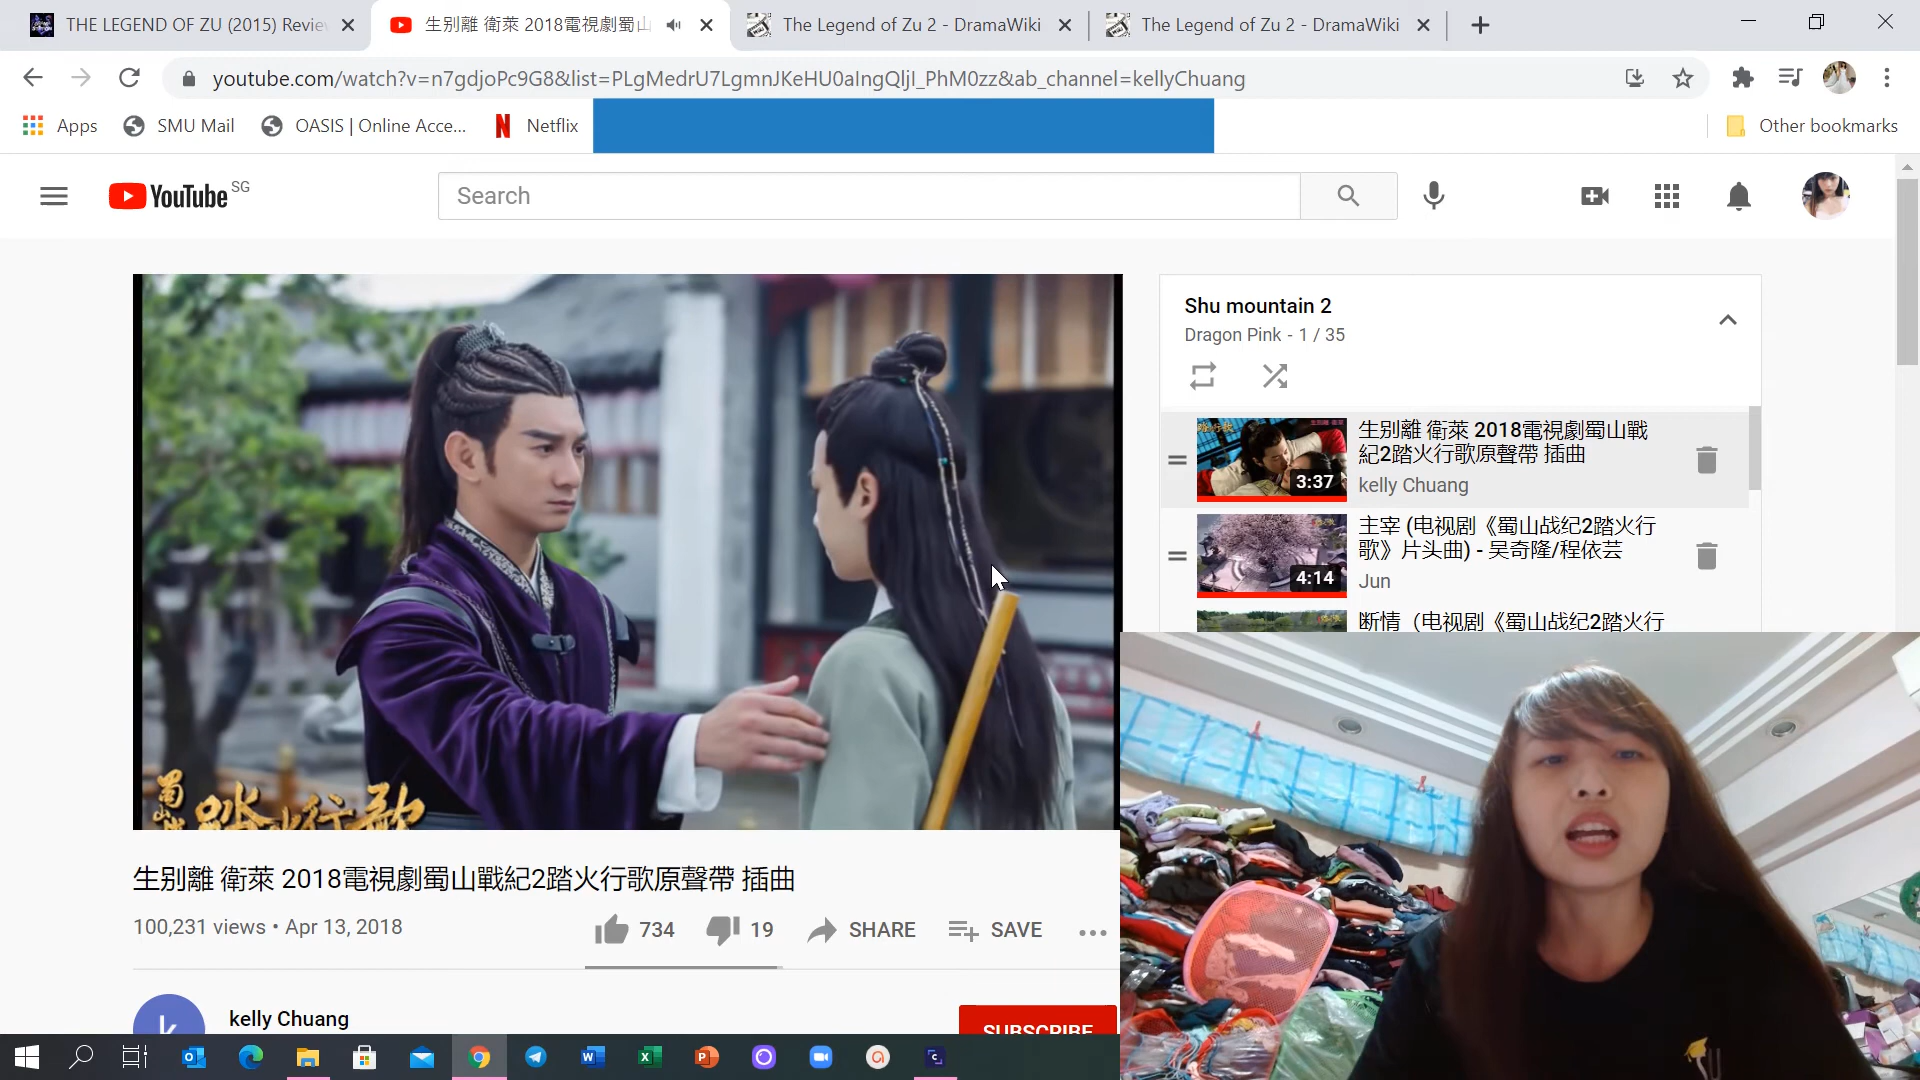 THE LEGEND OF ZU (2015) Revie
生別離 衛萊 2018電視劇蜀山
The Legend of Zu 2 - DramaWiki
The Legend of Zu 2 - DramaWiki
youtube.com/watch?v=n7gdjoPc9G8&list=PLgMedrU7LgmnJKeHU0aIngQljI_PhM0zz&ab_channel=kellyChuang
Apps
SMU Mail
OASIS | Online Acce...
Netflix
Other bookmarks
YouTube SG
Search
Shu mountain 2
Dragon Pink - 1 / 35
生別離 衛萊 2018電視劇蜀山戰
紀2踏火行歌原聲帶 插曲
kelly Chuang
3:37
主宰 (电视剧《蜀山战纪2踏火行
歌》片头曲) - 吴奇隆/程依芸
Jun
4:14
断情（电视剧《蜀山战纪2踏火行
蜀山
踏火行歌
生別離 衛萊 2018電視劇蜀山戰紀2踏火行歌原聲帶 插曲
100,231 views • Apr 13, 2018
734
19
SHARE
SAVE
k
kelly Chuang
SUBSCRIBE